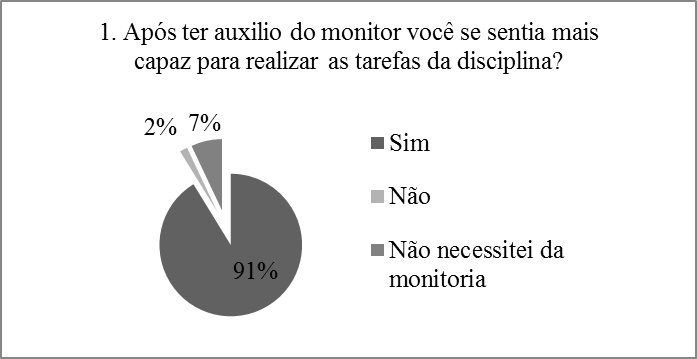 1. Após ter auxilio do monitor você se sentia mais
capaz para realizar as tarefas da disciplina?
2%
7%
91%
Sim
Não
Não necessitei da
monitoria